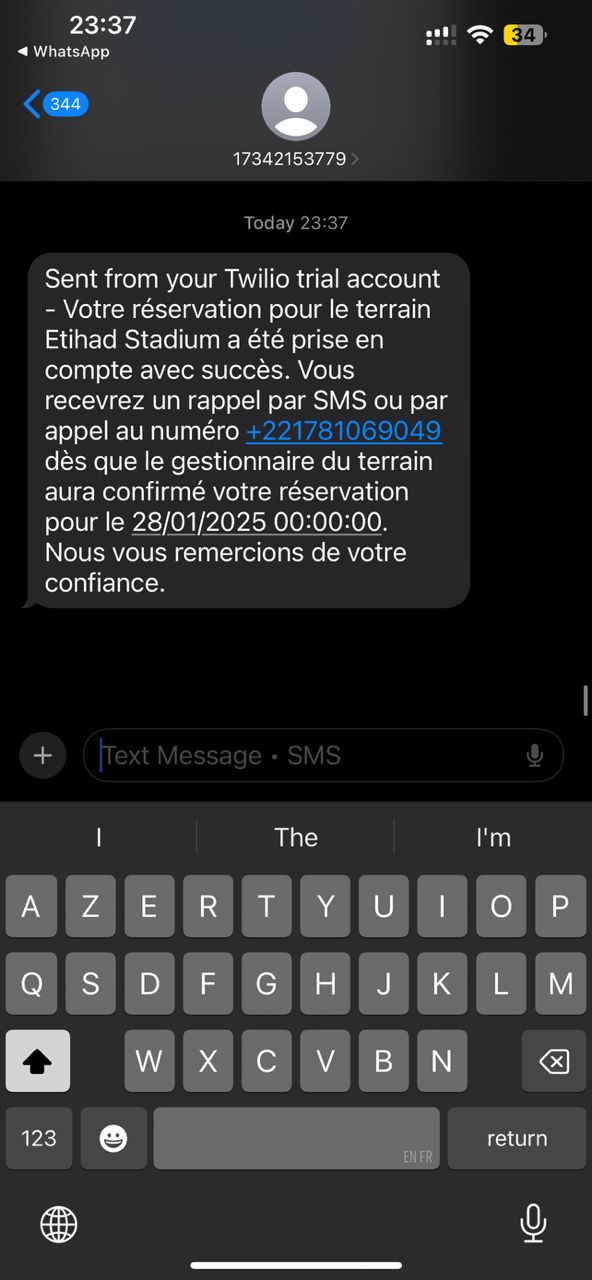 23:37
34
◀ WhatsApp
344
17342153779
Today 23:37
Sent from your Twilio trial account
- Votre réservation pour le terrain
Etihad Stadium a été prise en
compte avec succès. Vous
recevrez un rappel par SMS ou par
appel au numéro +221781069049
dès que le gestionnaire du terrain
aura confirmé votre réservation
pour le 28/01/2025 00:00:00.
Nous vous remercions de votre
confiance.
Text Message • SMS
I The I'm
A Z E R T Y U I O P
Q S D F G H J K L M
W X C V B N
123 EN FR return